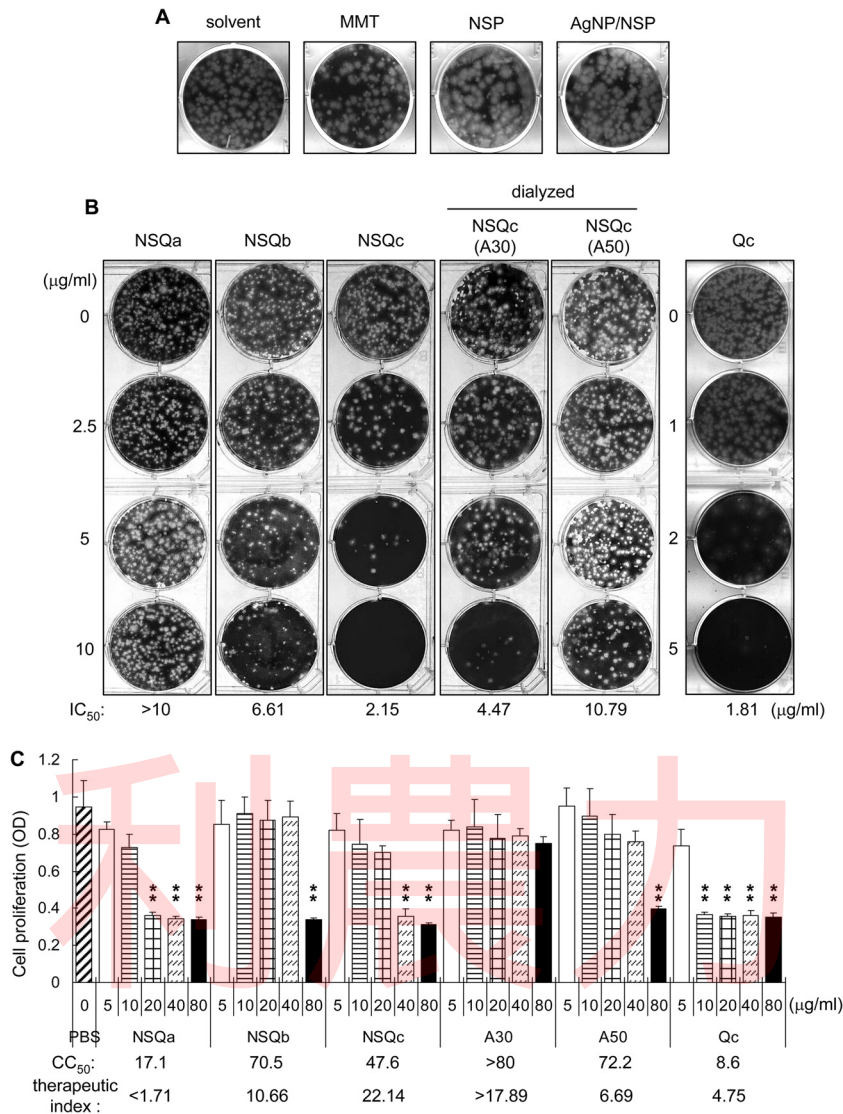 A
solvent MMT NSP AgNP/NSP
B
dialyzed
NSQa NSQb NSQc NSQc (A30) NSQc (A50) Qc
(μg/ml)
0 0
2.5 1
5 2
10 5
IC50: >10 6.61 2.15 4.47 10.79 1.81 (μg/ml)
C
Cell proliferation (OD)
1.2
1
0.8
0.6
0.4
0.2
0
** ** ** ** ** ** ** ** ** ** **
0 5 10 20 40 80 5 10 20 40 80 5 10 20 40 80 5 10 20 40 80 5 10 20 40 80 5 10 20 40 80 (μg/ml)
PBS NSQa NSQb NSQc A30 A50 Qc
CC50: 17.1 70.5 47.6 >80 72.2 8.6
therapeutic
index : <1.71 10.66 22.14 >17.89 6.69 4.75
利農力